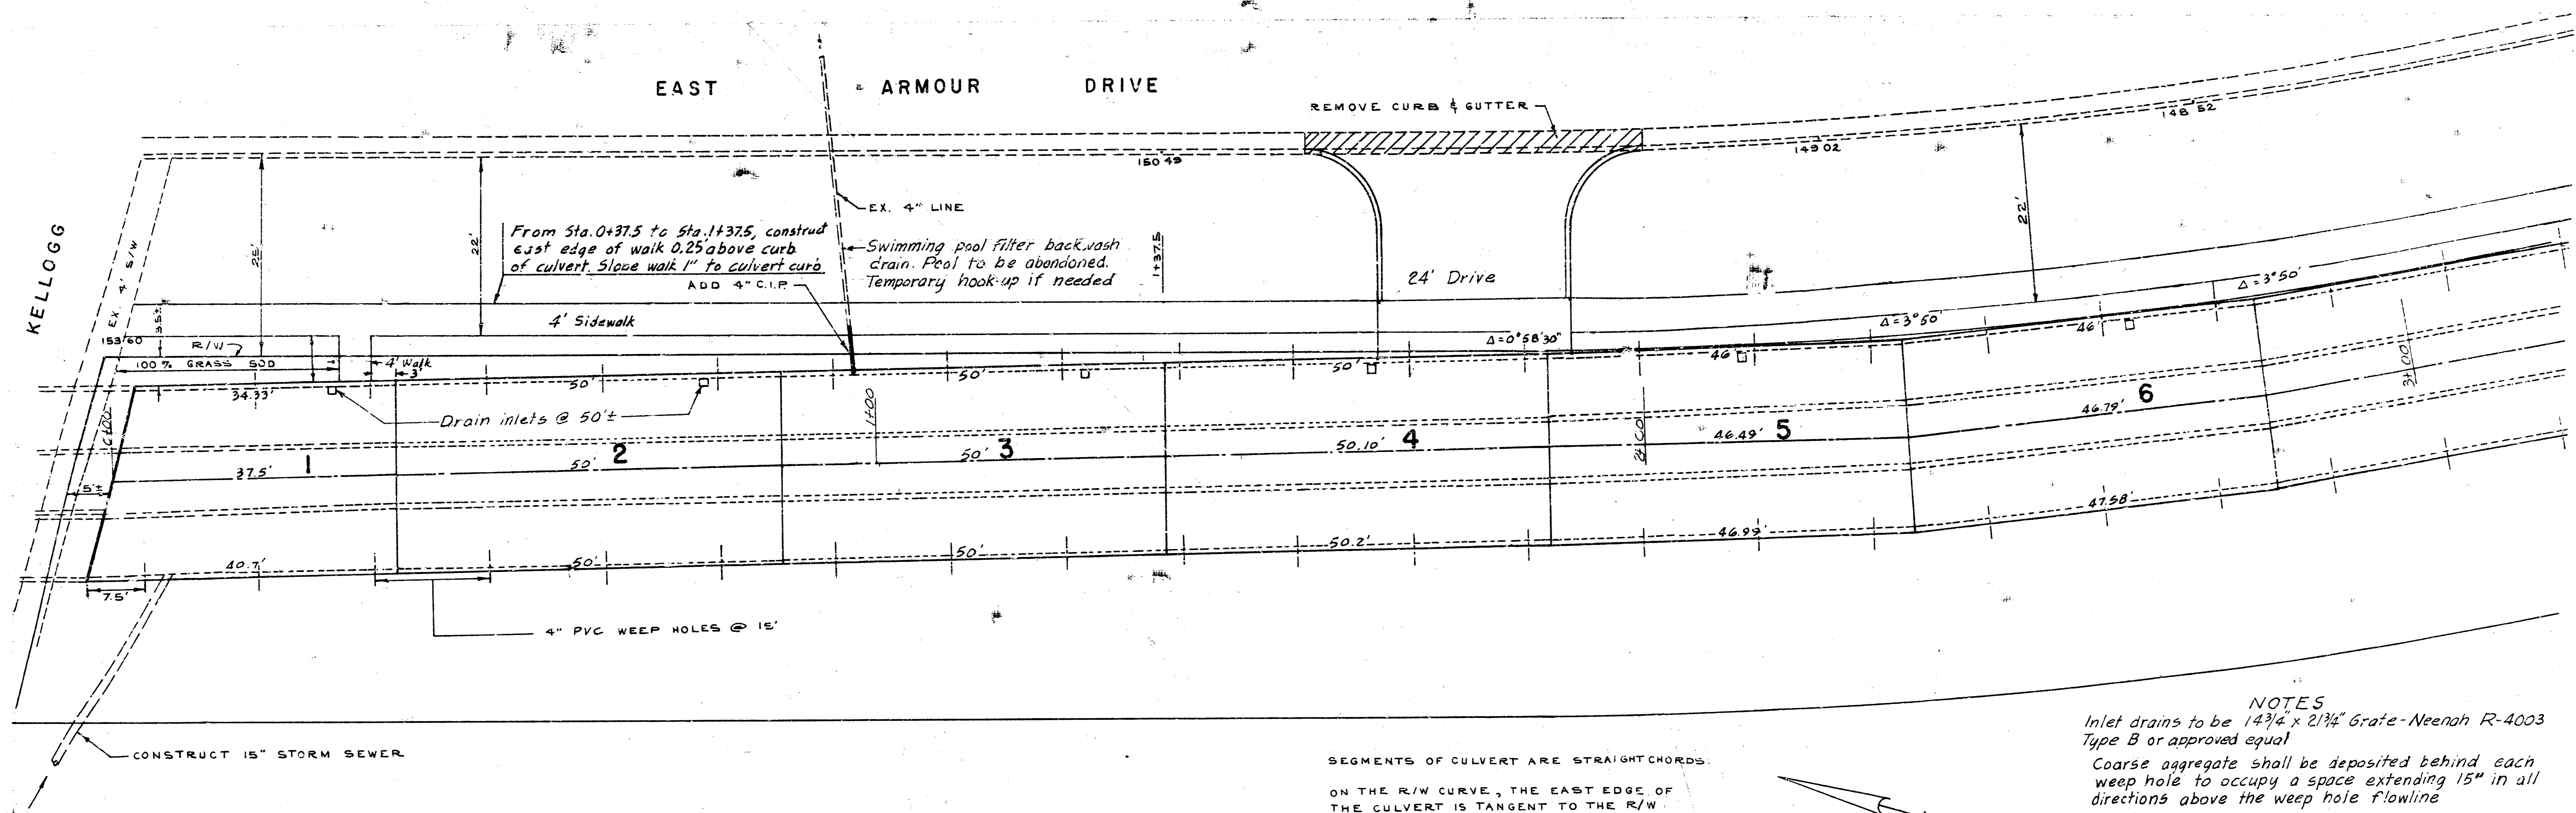 EAST ARMOUR DRIVE
REMOVE CURB & GUTTER
148 52
150 49
149 02
KELLOGG
EX. 4' S/W
25'
22'
From Sta. 0+37.5 to Sta. 1+37.5, construct
east edge of walk 0.25' above curb
of culvert. Slope walk 1" to culvert curb
ADD 4" C.I.P.
EX. 4" LINE
Swimming pool filter backwash
drain. Pool to be abandoned.
Temporary hook-up if needed
1+37.5
24' Drive
22'
Δ=3°50'
4' Sidewalk
3.5±
153 60
R/W
100% GRASS SOD
4' Walk
3'
Δ=0°58'30"
Δ=3°50'
34.33'
50'
50'
50'
46'
46'
Drain inlets @ 50'±
0+00
1+00
2+00
3+00
37.5'
1
50'
2
50'
3
50.10'
4
46.49'
5
46.79'
6
5'±
40.7'
50'
50'
50.2'
46.99'
47.58'
7.5'
4" PVC WEEP HOLES @ 15'
CONSTRUCT 15" STORM SEWER
SEGMENTS OF CULVERT ARE STRAIGHT CHORDS.
ON THE R/W CURVE, THE EAST EDGE OF
THE CULVERT IS TANGENT TO THE R/W.
NOTES
Inlet drains to be 14 3/4" x 21 3/4" Grate-Neenah R-4003
Type B or approved equal
Coarse aggregate shall be deposited behind each
weep hole to occupy a space extending 15" in all
directions above the weep hole flowline